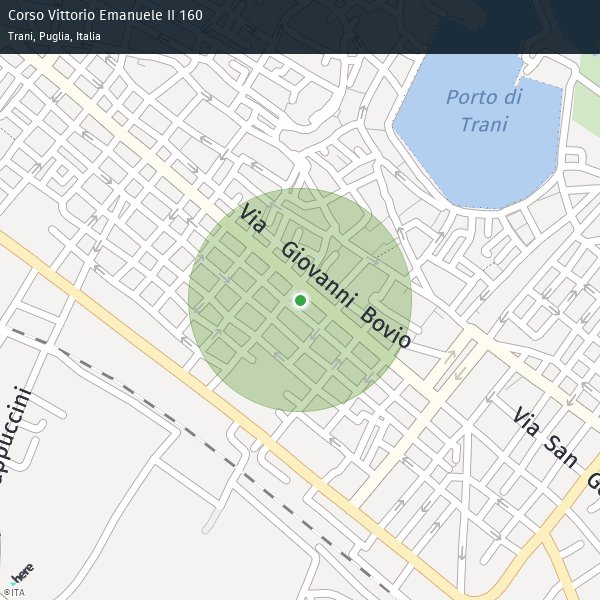 Corso Vittorio Emanuele II 160
Trani, Puglia, Italia
Porto di
Trani
Via Giovanni Bovio
Via San G
appuccini
here
©ITA